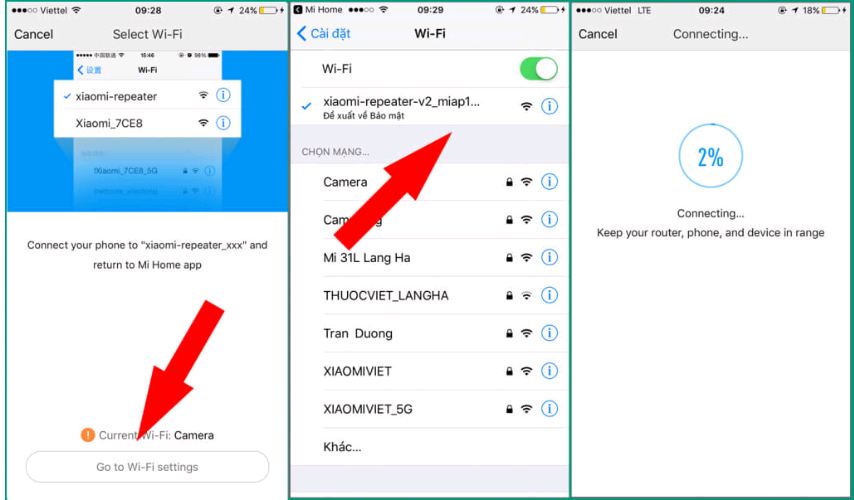 Viettel 09:28 24%
Cancel Select Wi-Fi
中国联通 15:46 98%
设置 Wi-Fi
xiaomi-repeater
Xiaomi_7CE8
Xiaomi_7CE8_5G
Connect your phone to "xiaomi-repeater_xxx" and
return to Mi Home app
Current Wi-Fi: Camera
Go to Wi-Fi settings
Mi Home 09:29 24%
Cài đặt Wi-Fi
Wi-Fi
xiaomi-repeater-v2_miap1...
Đề xuất về Bảo mật
CHỌN MẠNG...
Camera
Mi 31L Lang Ha
THUOCVIET_LANGHA
Tran Duong
XIAOMIVIET
XIAOMIVIET_5G
Khác...
Viettel LTE 09:24 18%
Cancel Connecting...
2%
Connecting...
Keep your router, phone, and device in range